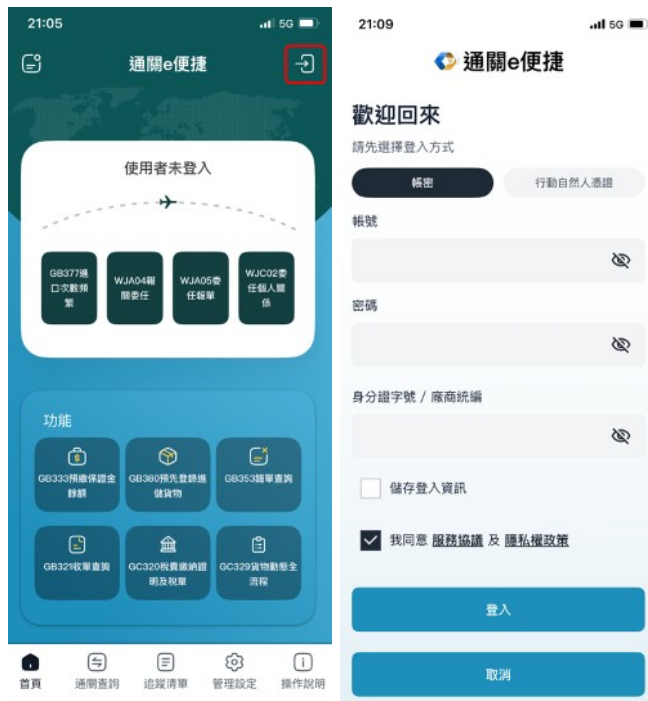 21:05
5G
通關e便捷
使用者未登入
GB377進
口次數頻
繁
WJA04報
關委任
WJA05委
任報單
WJC02委
任個人關
係
功能
GB333預繳保證金
餘額
GB380預先登錄進
儲貨物
GB353錯單查詢
GB321收單查詢
GC320稅費繳納證
明及稅單
GC329貨物動態全
流程
首頁
通關查詢
追蹤清單
管理設定
操作說明
21:09
5G
通關e便捷
歡迎回來
請先選擇登入方式
帳密
行動自然人憑證
帳號
密碼
身分證字號 / 廠商統編
儲存登入資訊
我同意 服務協議 及 隱私權政策
登入
取消